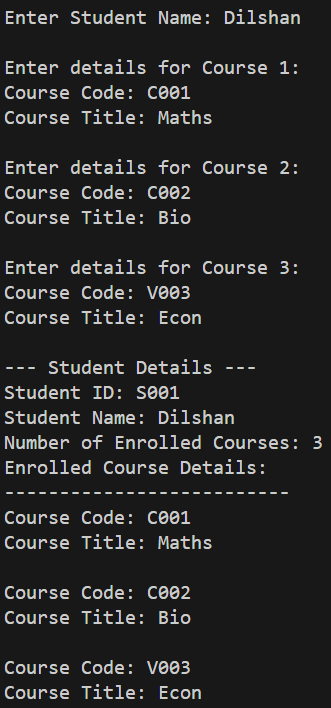 Enter Student Name: Dilshan
Enter details for Course 1:
Course Code: C001
Course Title: Maths
Enter details for Course 2:
Course Code: C002
Course Title: Bio
Enter details for Course 3:
Course Code: V003
Course Title: Econ
--- Student Details ---
Student ID: S001
Student Name: Dilshan
Number of Enrolled Courses: 3
Enrolled Course Details:
--------------------------
Course Code: C001
Course Title: Maths
Course Code: C002
Course Title: Bio
Course Code: V003
Course Title: Econ